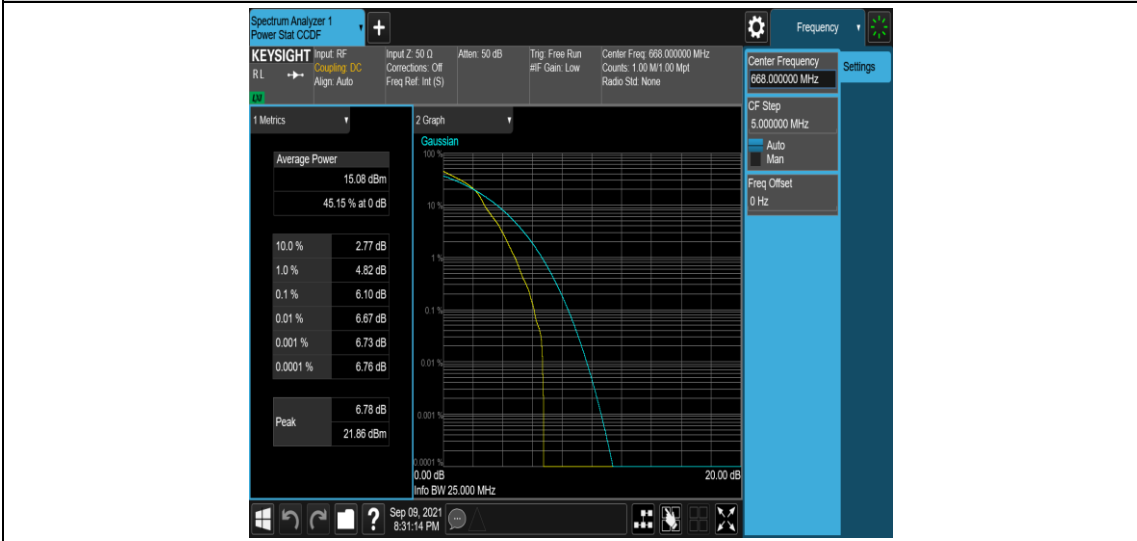 Spectrum Analyzer 1
Power Stat CCDF
+
Frequency
KEYSIGHT
RL
LM
Input: RF
Coupling: DC
Align: Auto
Input Z: 50 Ω
Corrections: Off
Freq Ref: Int (S)
Atten: 50 dB
Trig: Free Run
#IF Gain: Low
Center Freq: 668.000000 MHz
Counts: 1.00 M/1.00 Mpt
Radio Std: None
Center Frequency
668.000000 MHz
Settings
CF Step
5.000000 MHz
Auto
Man
Freq Offset
0 Hz
1 Metrics
Average Power
15.08 dBm
45.15 % at 0 dB
10.0 % 2.77 dB
1.0 % 4.82 dB
0.1 % 6.10 dB
0.01 % 6.67 dB
0.001 % 6.73 dB
0.0001 % 6.76 dB
Peak
6.78 dB
21.86 dBm
2 Graph
Gaussian
100 %
10 %
1 %
0.1 %
0.01 %
0.001 %
0.0001 %
0.00 dB
20.00 dB
Info BW 25.000 MHz
?
Sep 09, 2021
8:31:14 PM